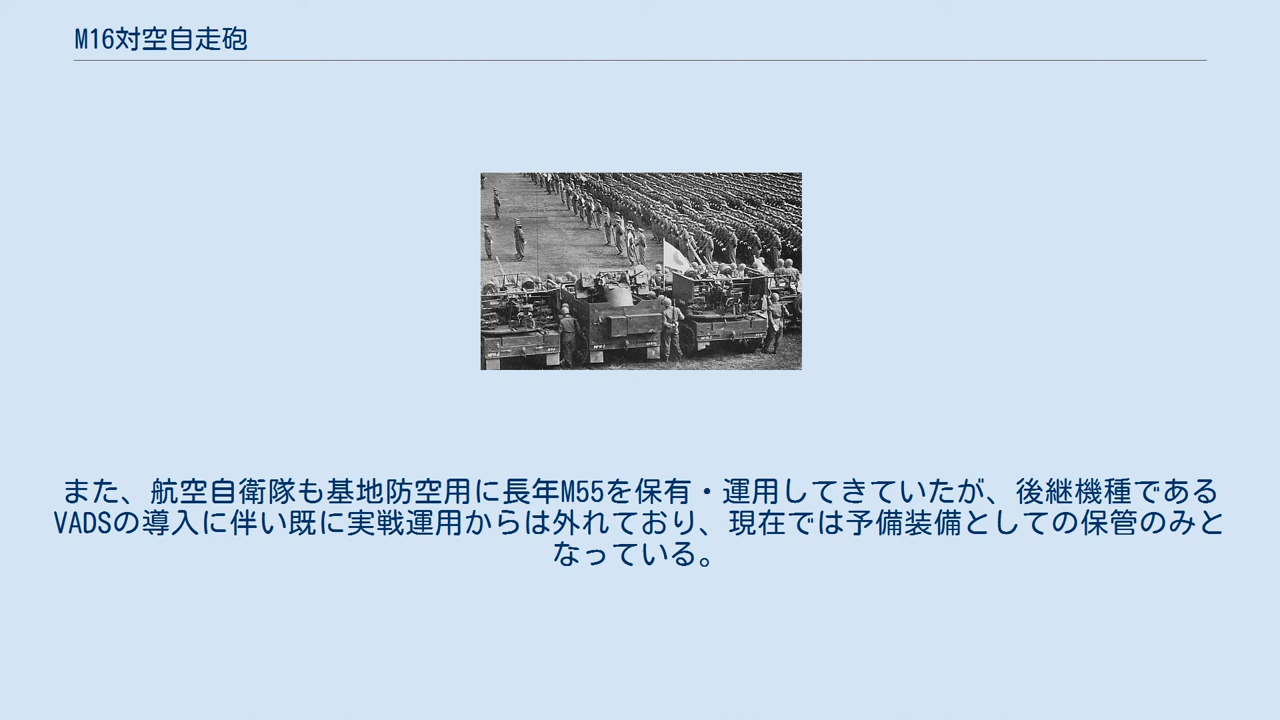 M16対空自走砲
また、航空自衛隊も基地防空用に長年M55を保有・運用してきていたが、後継機種である
VADSの導入に伴い既に実戦運用からは外れており、現在では予備装備としての保管のみと
なっている。